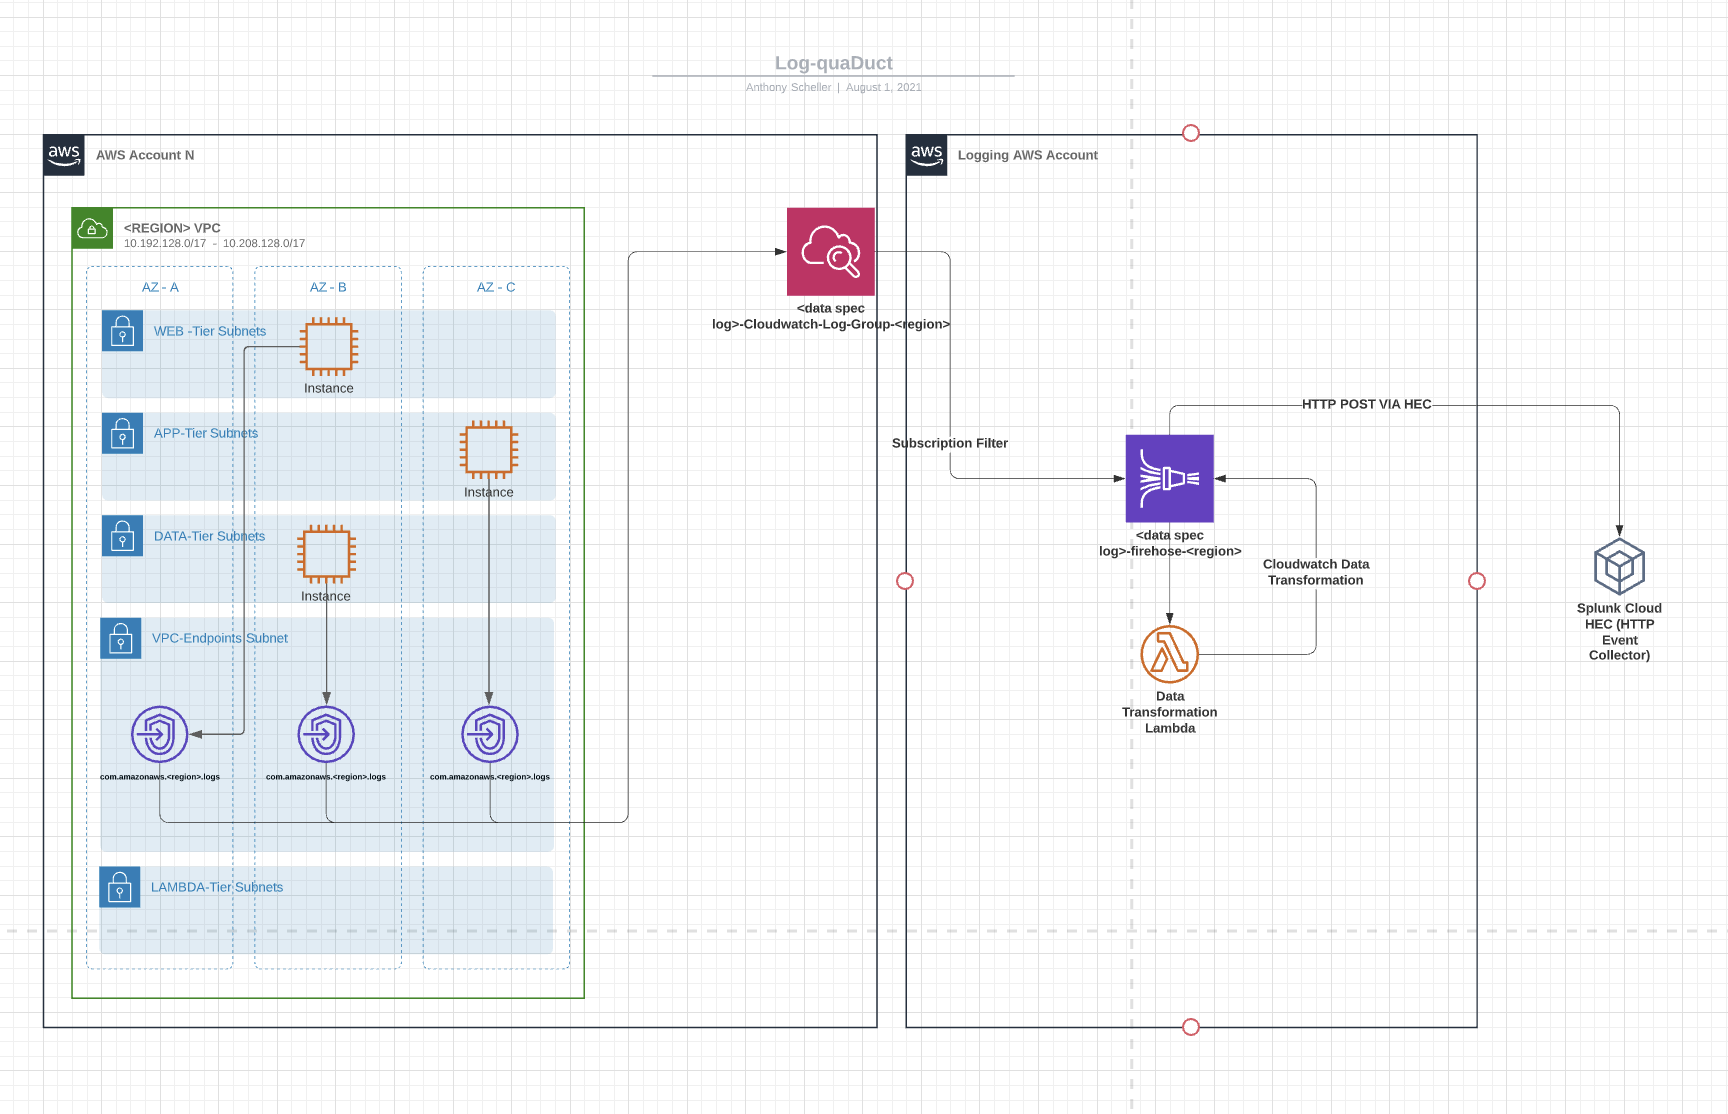 Log-quaDuct
Anthony Scheller | August 1, 2021
aws
AWS Account N
<REGION> VPC
10.192.128.0/17 - 10.208.128.0/17
AZ - A
AZ - B
AZ - C
WEB -Tier Subnets
Instance
APP-Tier Subnets
Instance
DATA-Tier Subnets
Instance
VPC-Endpoints Subnet
com.amazonaws.<region>.logs
com.amazonaws.<region>.logs
com.amazonaws.<region>.logs
LAMBDA-Tier Subnets
<data spec
log>-Cloudwatch-Log-Group-<region>
aws
Logging AWS Account
Subscription Filter
HTTP POST VIA HEC
<data spec
log>-firehose-<region>
Cloudwatch Data
Transformation
Data
Transformation
Lambda
Splunk Cloud
HEC (HTTP
Event
Collector)